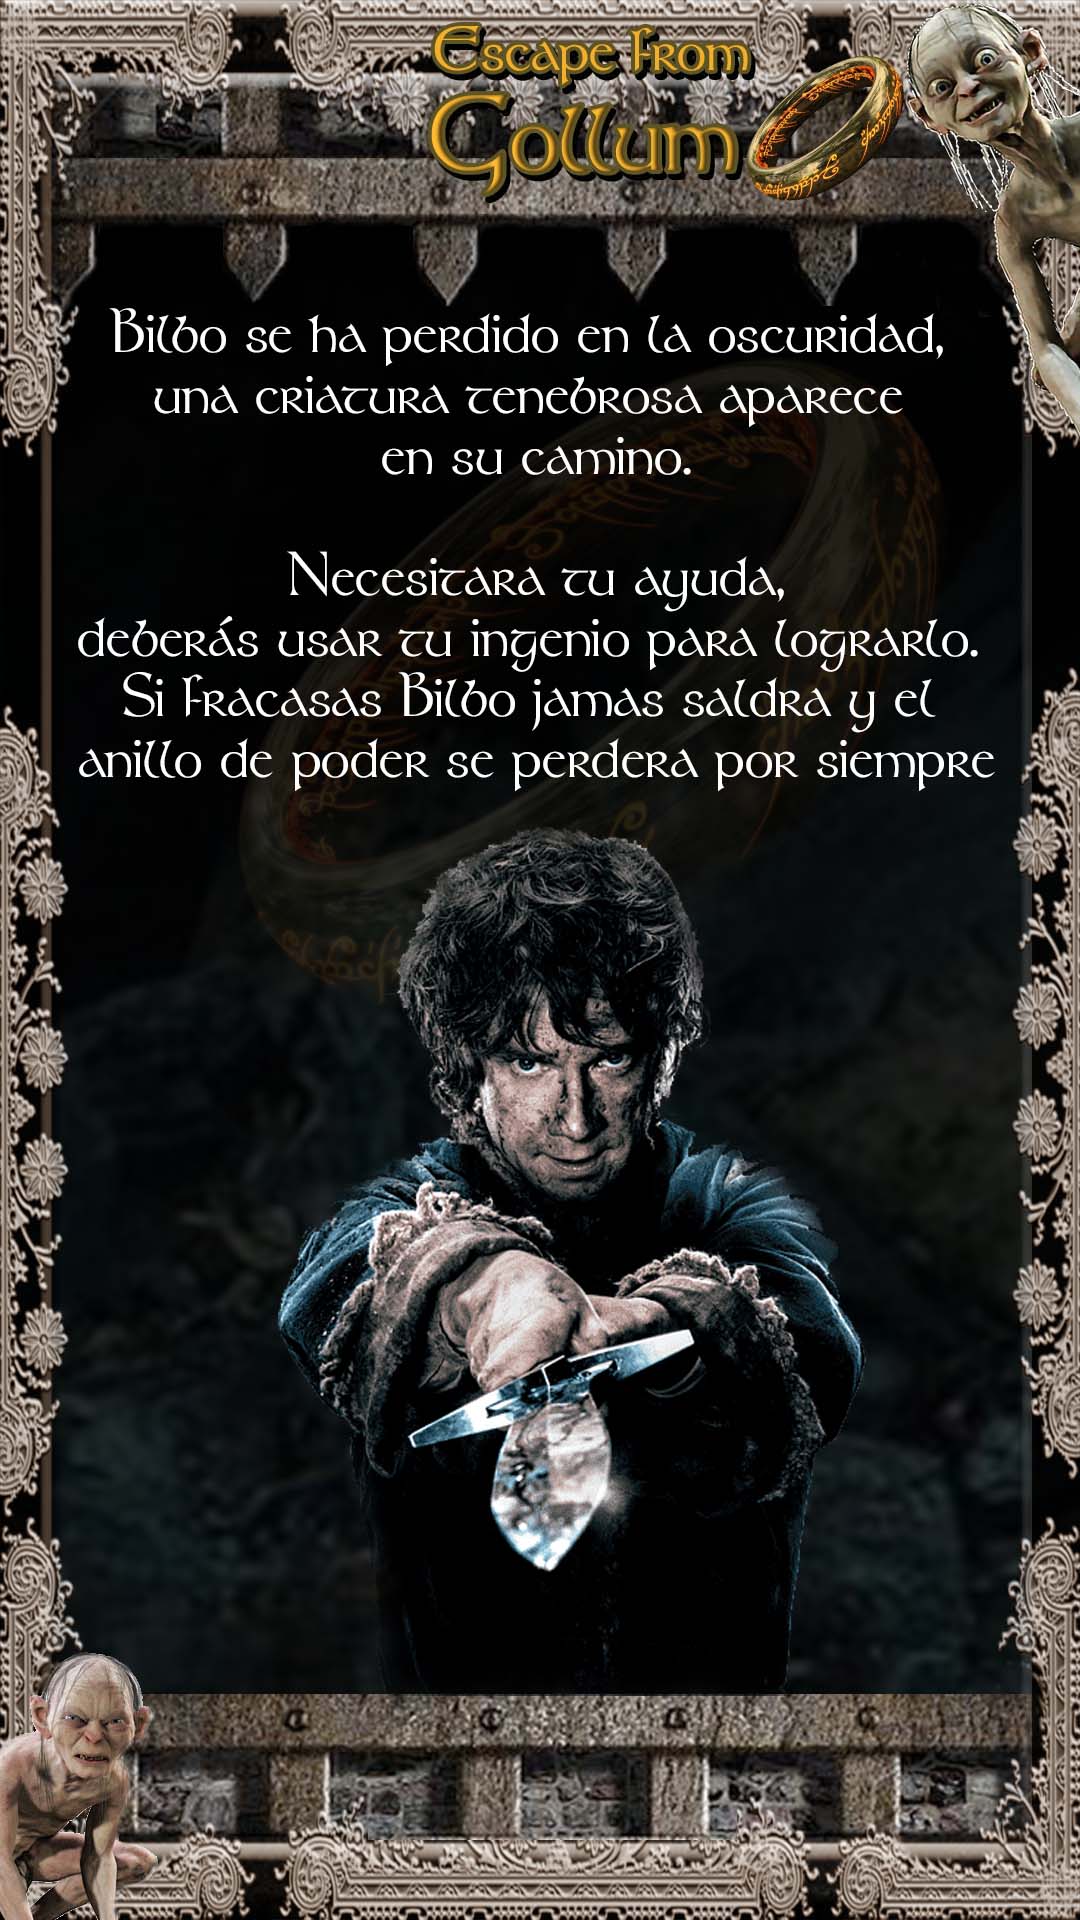 Escape from
Gollum
Bilbo se ha perdido en la oscuridad,
una criatura tenebrosa aparece
en su camino.
Necesitara tu ayuda,
deberás usar tu ingenio para lograrlo.
Si fracasas Bilbo jamas saldra y el
anillo de poder se perdera por siempre